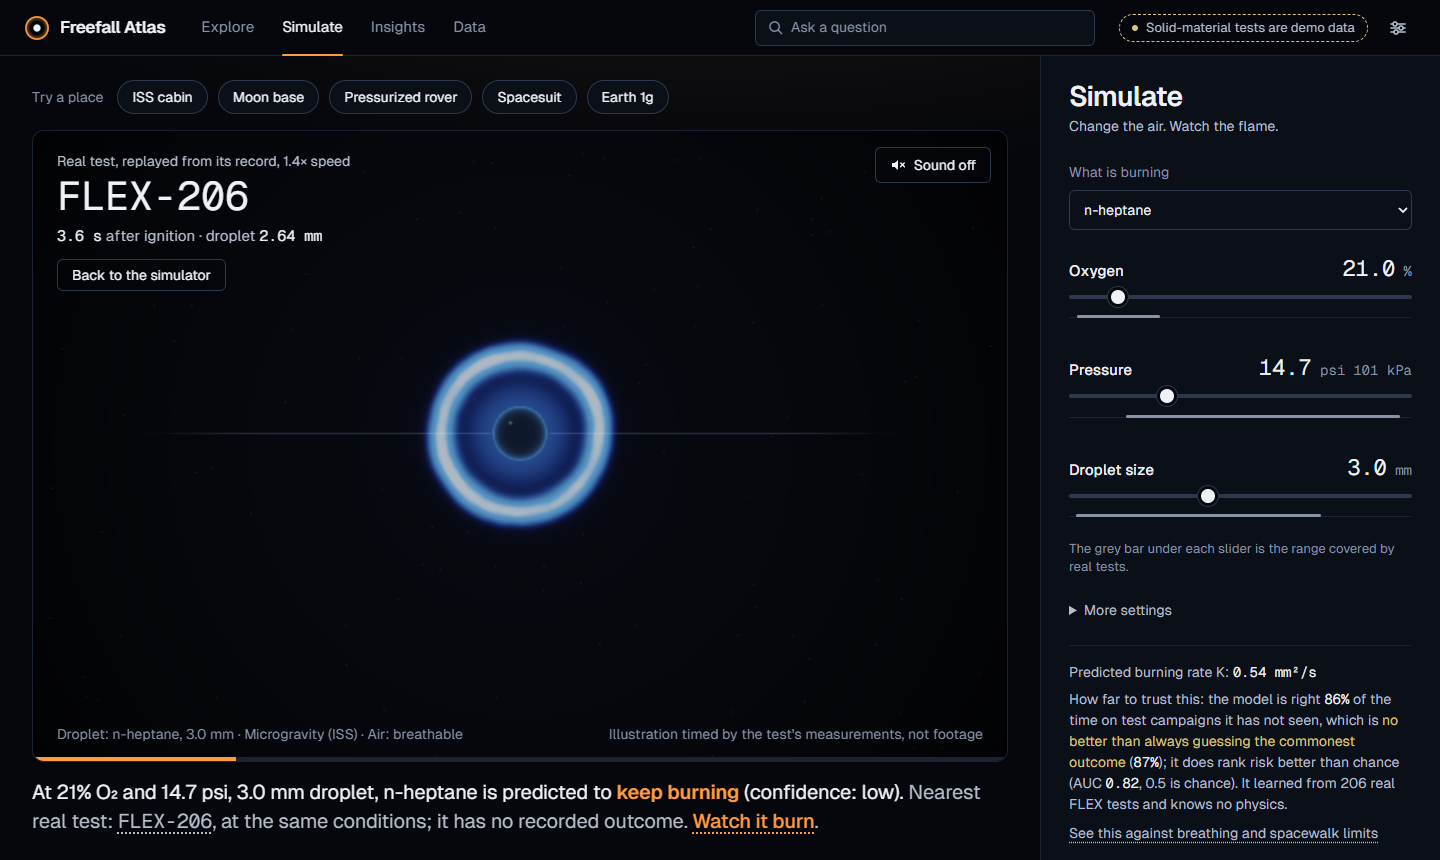 Freefall Atlas
Explore
Simulate
Insights
Data
Ask a question
Solid-material tests are demo data
Try a place
ISS cabin
Moon base
Pressurized rover
Spacesuit
Earth 1g
Real test, replayed from its record, 1.4× speed
FLEX-206
3.6 s after ignition · droplet 2.64 mm
Back to the simulator
Sound off
Droplet: n-heptane, 3.0 mm · Microgravity (ISS) · Air: breathable
Illustration timed by the test's measurements, not footage
At 21% O₂ and 14.7 psi, 3.0 mm droplet, n-heptane is predicted to keep burning (confidence: low). Nearest
real test: FLEX-206, at the same conditions; it has no recorded outcome. Watch it burn.
Simulate
Change the air. Watch the flame.
What is burning
n-heptane
Oxygen
21.0 %
Pressure
14.7 psi 101 kPa
Droplet size
3.0 mm
The grey bar under each slider is the range covered by
real tests.
More settings
Predicted burning rate K: 0.54 mm²/s
How far to trust this: the model is right 86% of the
time on test campaigns it has not seen, which is no
better than always guessing the commonest
outcome (87%); it does rank risk better than chance
(AUC 0.82, 0.5 is chance). It learned from 206 real
FLEX tests and knows no physics.
See this against breathing and spacewalk limits